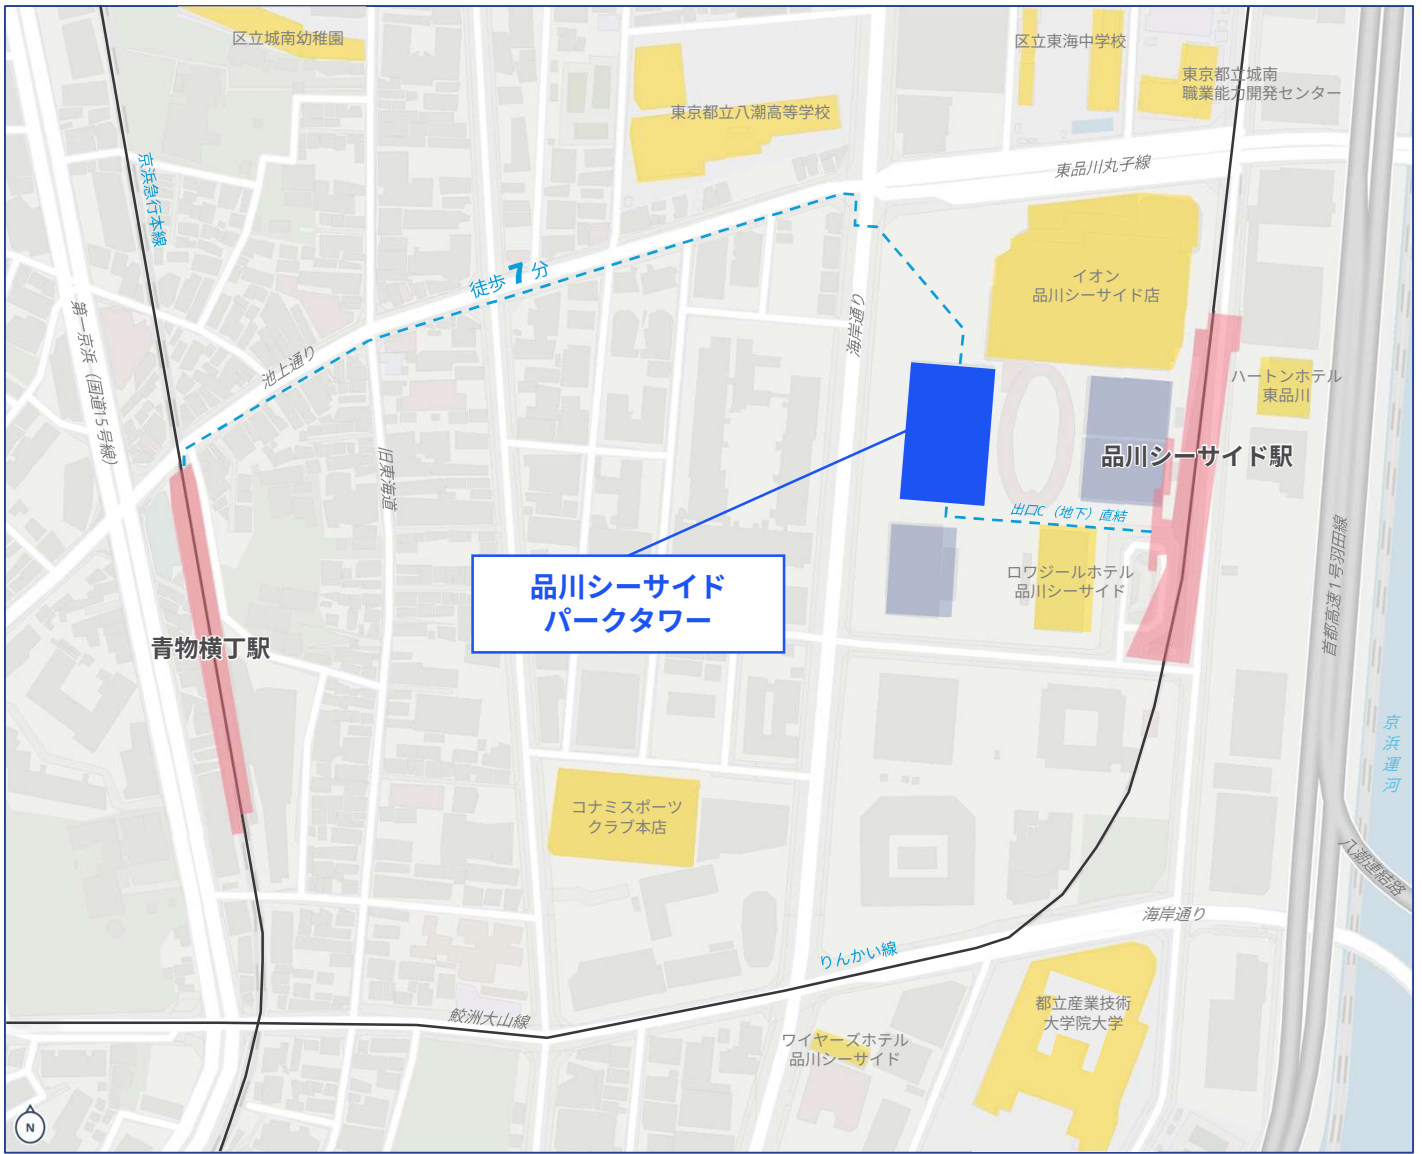 区立城南幼稚園
東京都立八潮高等学校
区立東海中学校
東京都立城南
職業能力開発センター
東品川丸子線
京浜急行本線
徒歩 7 分
イオン
品川シーサイド店
第一京浜（国道15号線）
池上通り
海岸通り
ハートンホテル
東品川
旧東海道
品川シーサイド駅
出口C（地下）直結
品川シーサイド
パークタワー
ロワジールホテル
品川シーサイド
首都高速1号羽田線
青物横丁駅
京浜運河
コナミスポーツ
クラブ本店
八潮連結路
海岸通り
りんかい線
鮫洲大山線
都立産業技術
大学院大学
ワイヤーズホテル
品川シーサイド
N